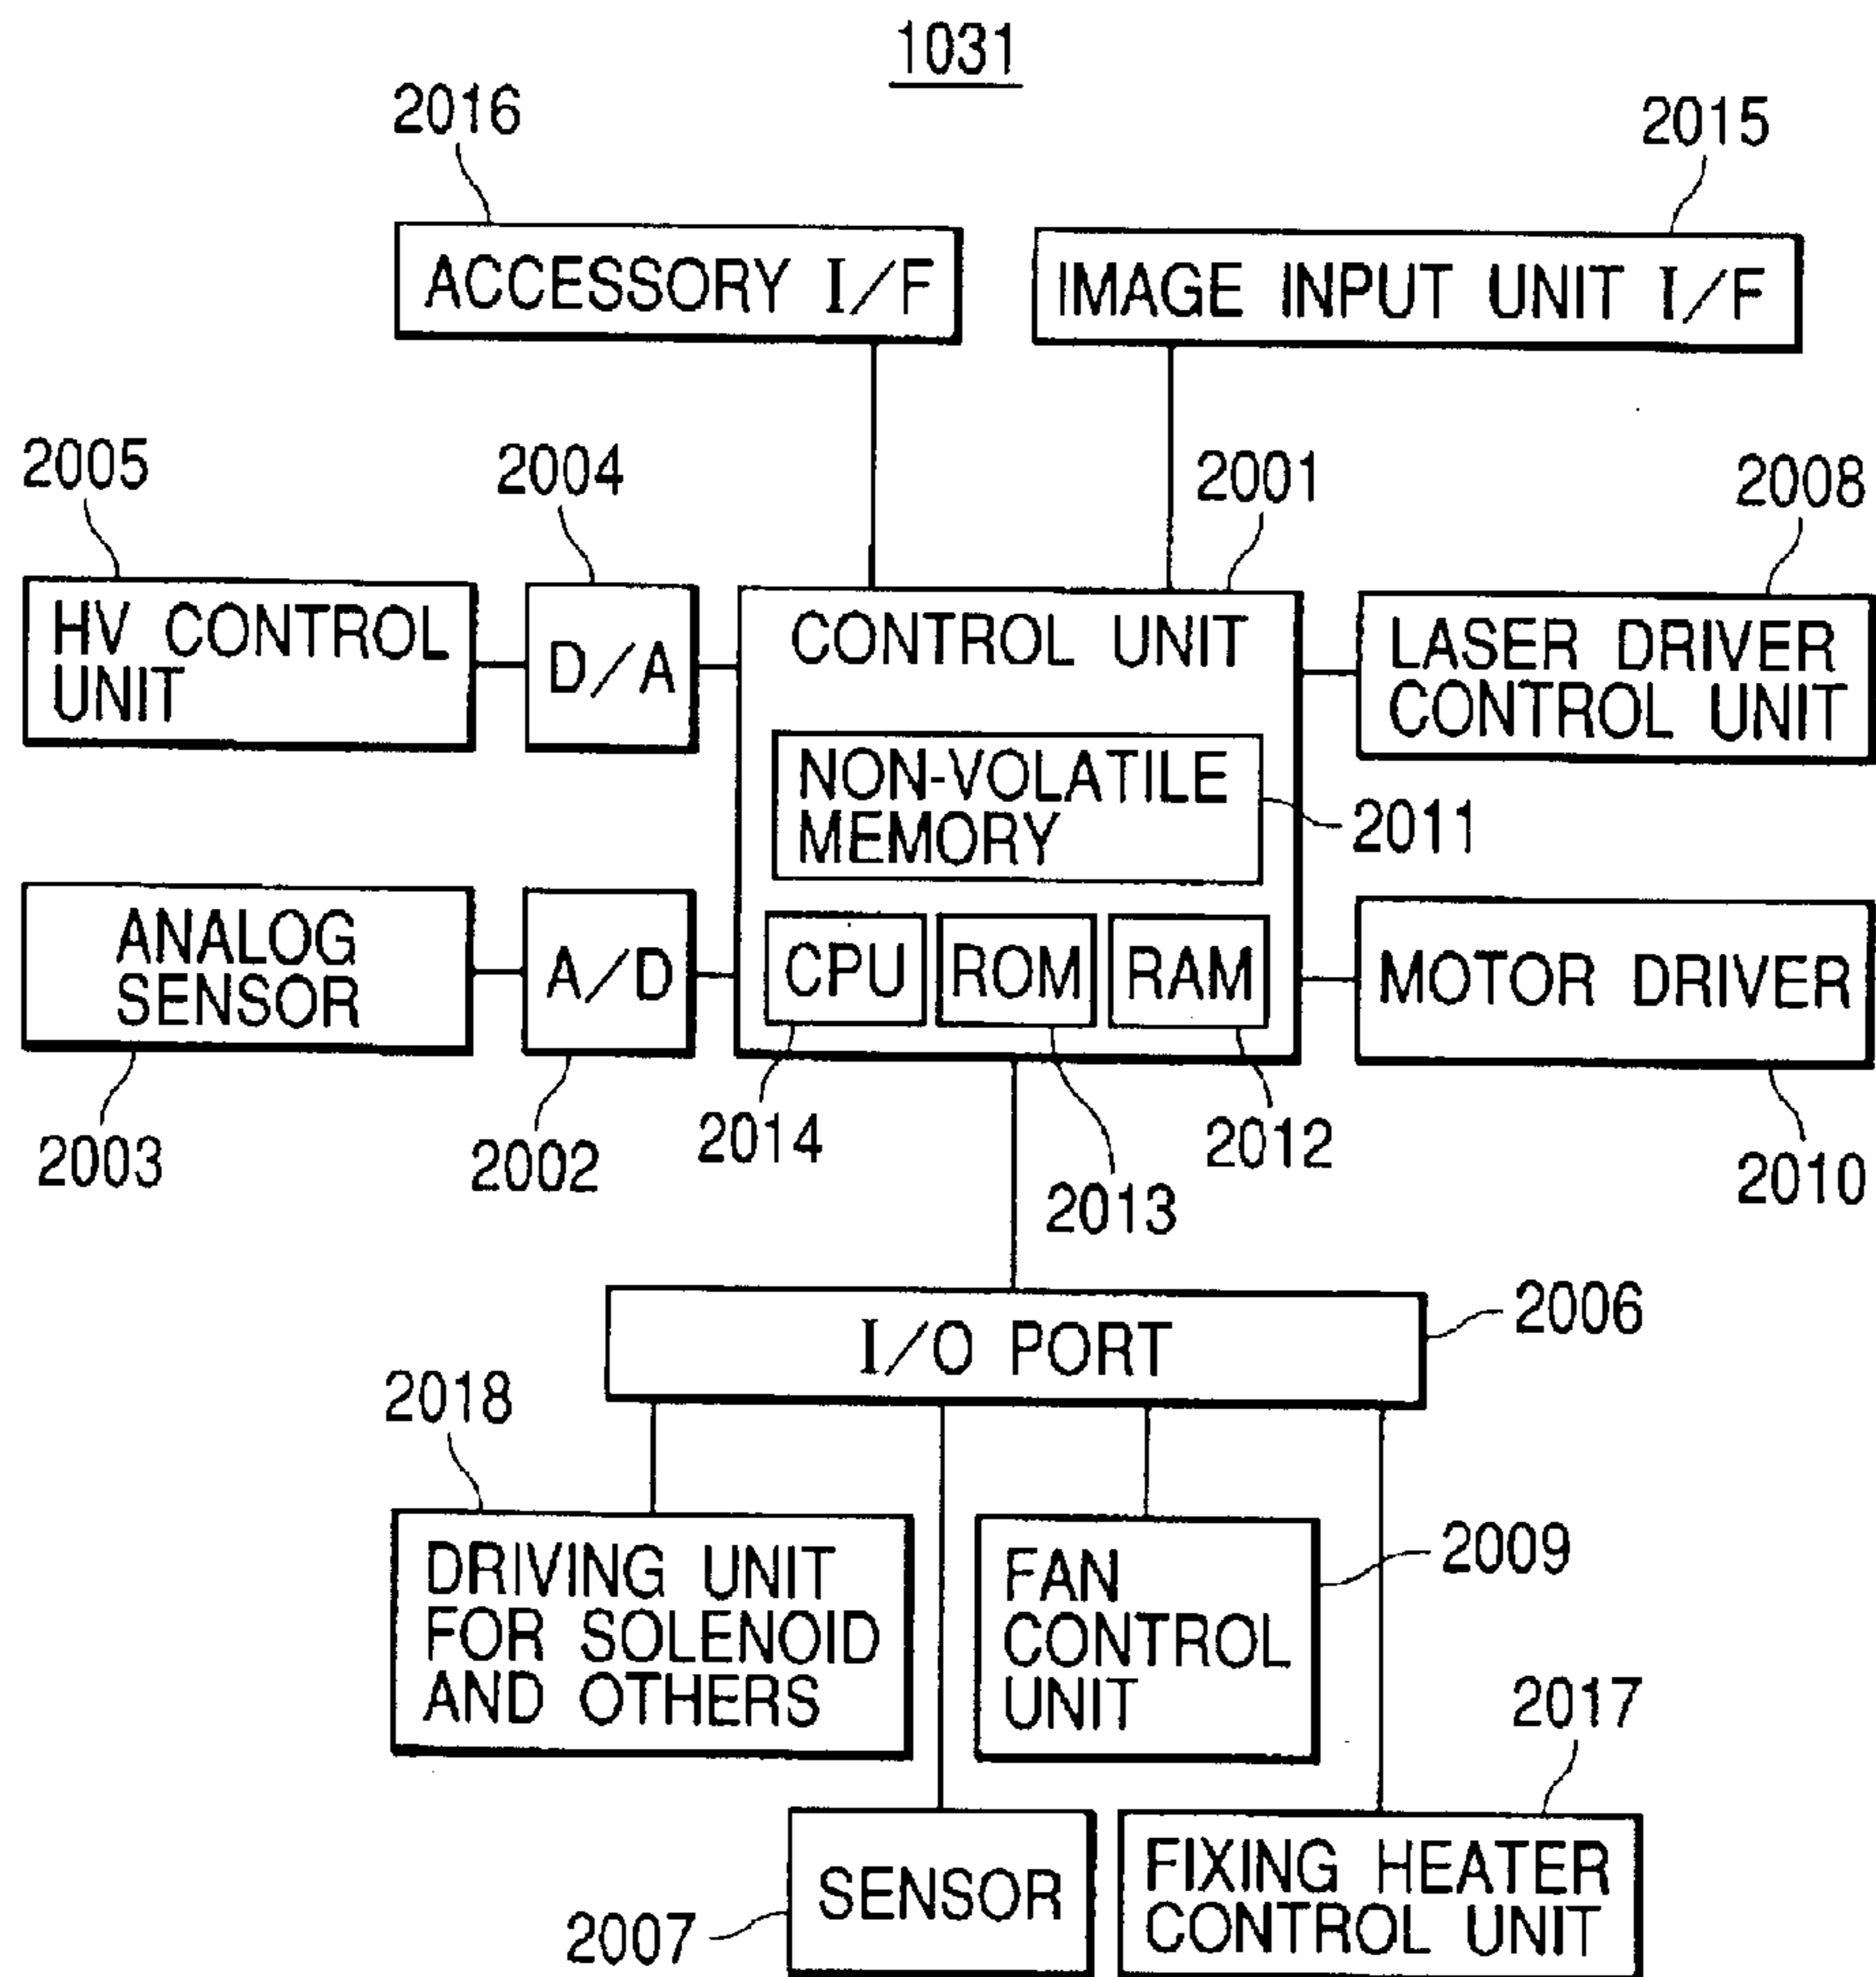 1031
2016
2015
ACCESSORY I/F
IMAGE INPUT UNIT I/F
2005
2004
2001
2008
HV CONTROL
UNIT
D/A
CONTROL UNIT
LASER DRIVER
CONTROL UNIT
NON-VOLATILE
MEMORY
2011
ANALOG
SENSOR
A/D
CPU
ROM
RAM
MOTOR DRIVER
2003
2002
2014
2013
2012
2010
I/O PORT
2006
2018
DRIVING UNIT
FOR SOLENOID
AND OTHERS
FAN
CONTROL
UNIT
2009
2017
SENSOR
2007
FIXING HEATER
CONTROL UNIT